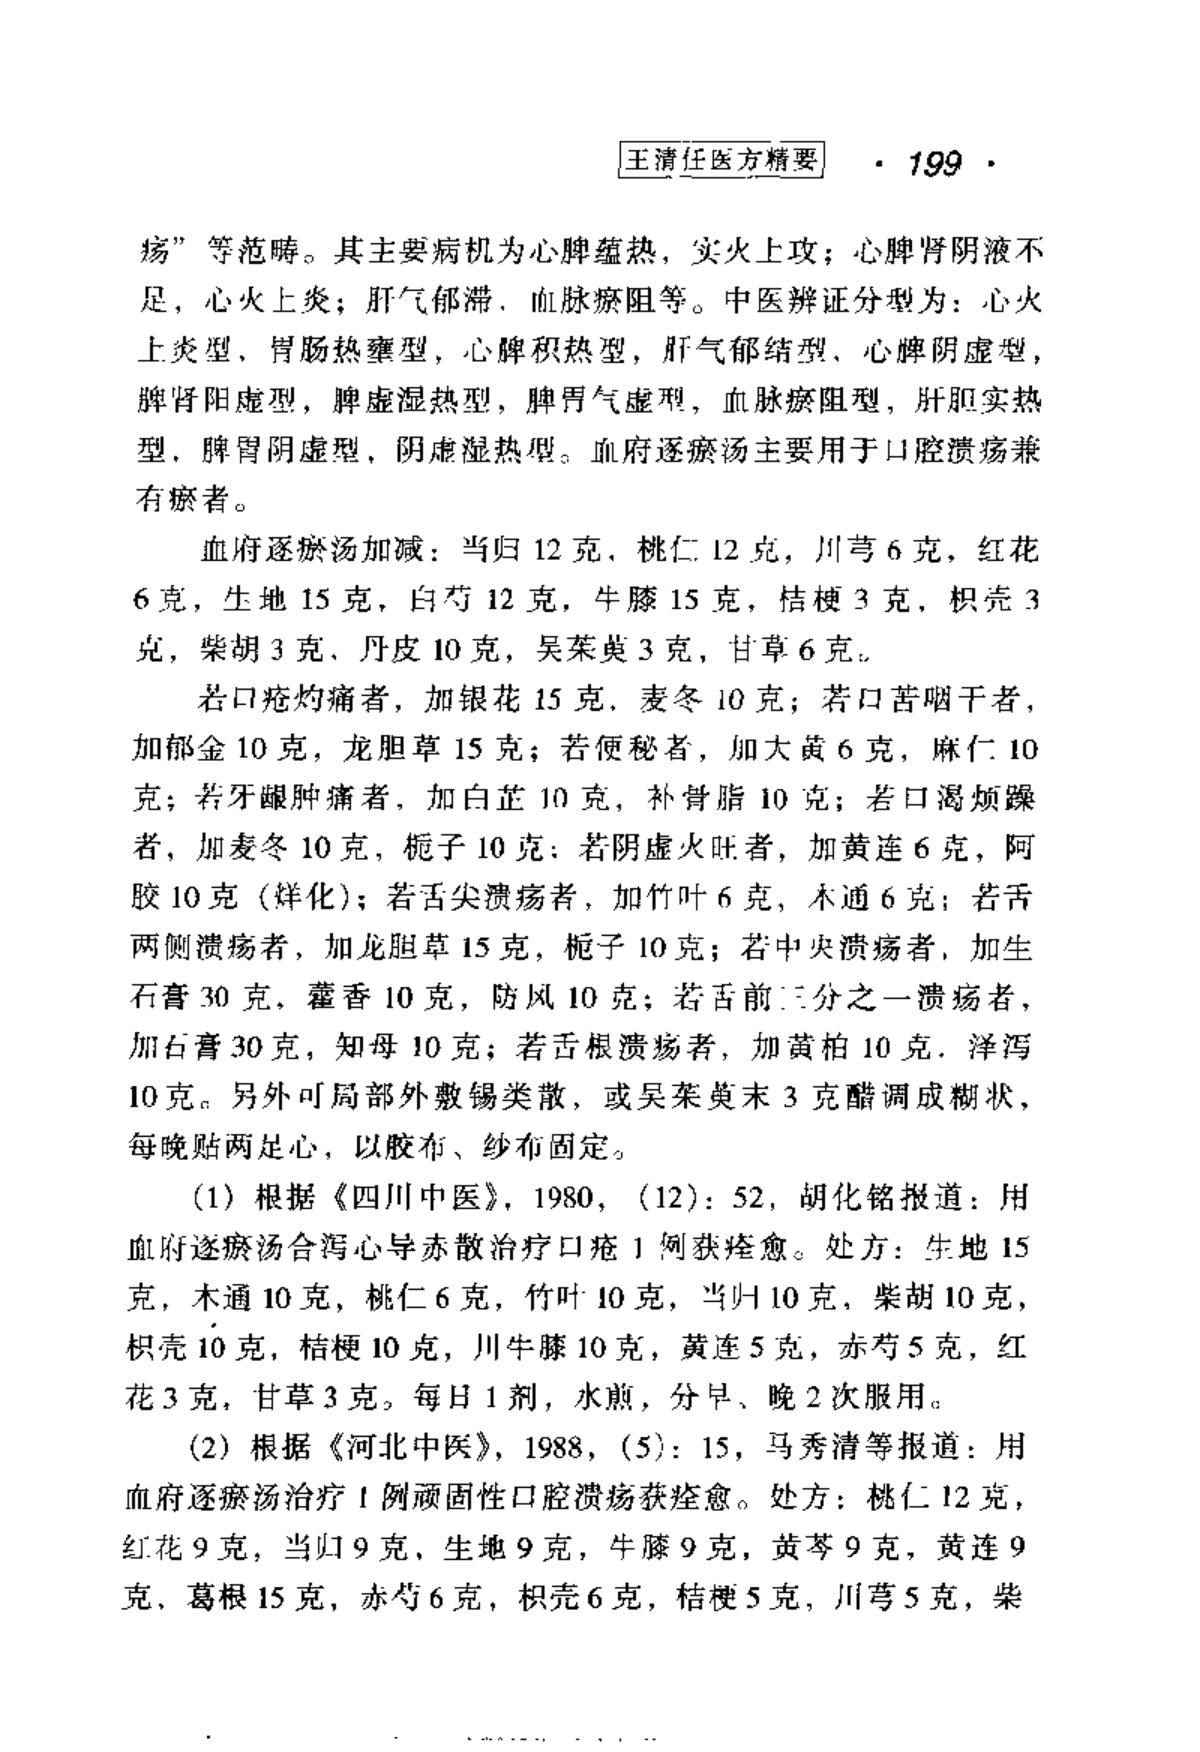 王清任医方精要 · 199 ·
疡”等范畴。其主要病机为心脾蕴热，实火上攻；心脾肾阴液不
足，心火上炎；肝气郁滞，血脉瘀阻等。中医辨证分型为：心火
上炎型，胃肠热壅型，心脾积热型，肝气郁结型，心脾阴虚型，
脾肾阳虚型，脾虚湿热型，脾胃气虚型，血脉瘀阻型，肝胆实热
型，脾胃阴虚型，阴虚湿热型。血府逐瘀汤主要用于口腔溃疡兼
有瘀者。
血府逐瘀汤加减：当归 12 克，桃仁 12 克，川芎 6 克，红花
6 克，生地 15 克，白芍 12 克，牛膝 15 克，桔梗 3 克，枳壳 3
克，柴胡 3 克，丹皮 10 克，吴茱萸 3 克，甘草 6 克。
若口疮灼痛者，加银花 15 克，麦冬 10 克；若口苦咽干者，
加郁金 10 克，龙胆草 15 克；若便秘者，加大黄 6 克，麻仁 10
克；若牙龈肿痛者，加白芷 10 克，补骨脂 10 克；若口渴烦躁
者，加麦冬 10 克，栀子 10 克；若阴虚火旺者，加黄连 6 克，阿
胶 10 克（烊化）；若舌尖溃疡者，加竹叶 6 克，木通 6 克；若舌
两侧溃疡者，加龙胆草 15 克，栀子 10 克；若中央溃疡者，加生
石膏 30 克，藿香 10 克，防风 10 克；若舌前三分之一溃疡者，
加石膏 30 克，知母 10 克；若舌根溃疡者，加黄柏 10 克，泽泻
10 克。另外可局部外敷锡类散，或吴茱萸末 3 克醋调成糊状，
每晚贴两足心，以胶布、纱布固定。
（1）根据《四川中医》，1980，（12）：52，胡化铭报道：用
血府逐瘀汤合泻心导赤散治疗口疮 1 例获痊愈。处方：生地 15
克，木通 10 克，桃仁 6 克，竹叶 10 克，当归 10 克，柴胡 10 克，
枳壳 10 克，桔梗 10 克，川牛膝 10 克，黄连 5 克，赤芍 5 克，红
花 3 克，甘草 3 克。每日 1 剂，水煎，分早、晚 2 次服用。
（2）根据《河北中医》，1988，（5）：15，马秀清等报道：用
血府逐瘀汤治疗 1 例顽固性口腔溃疡获痊愈。处方：桃仁 12 克，
红花 9 克，当归 9 克，生地 9 克，牛膝 9 克，黄芩 9 克，黄连 9
克，葛根 15 克，赤芍 6 克，枳壳 6 克，桔梗 5 克，川芎 5 克，柴